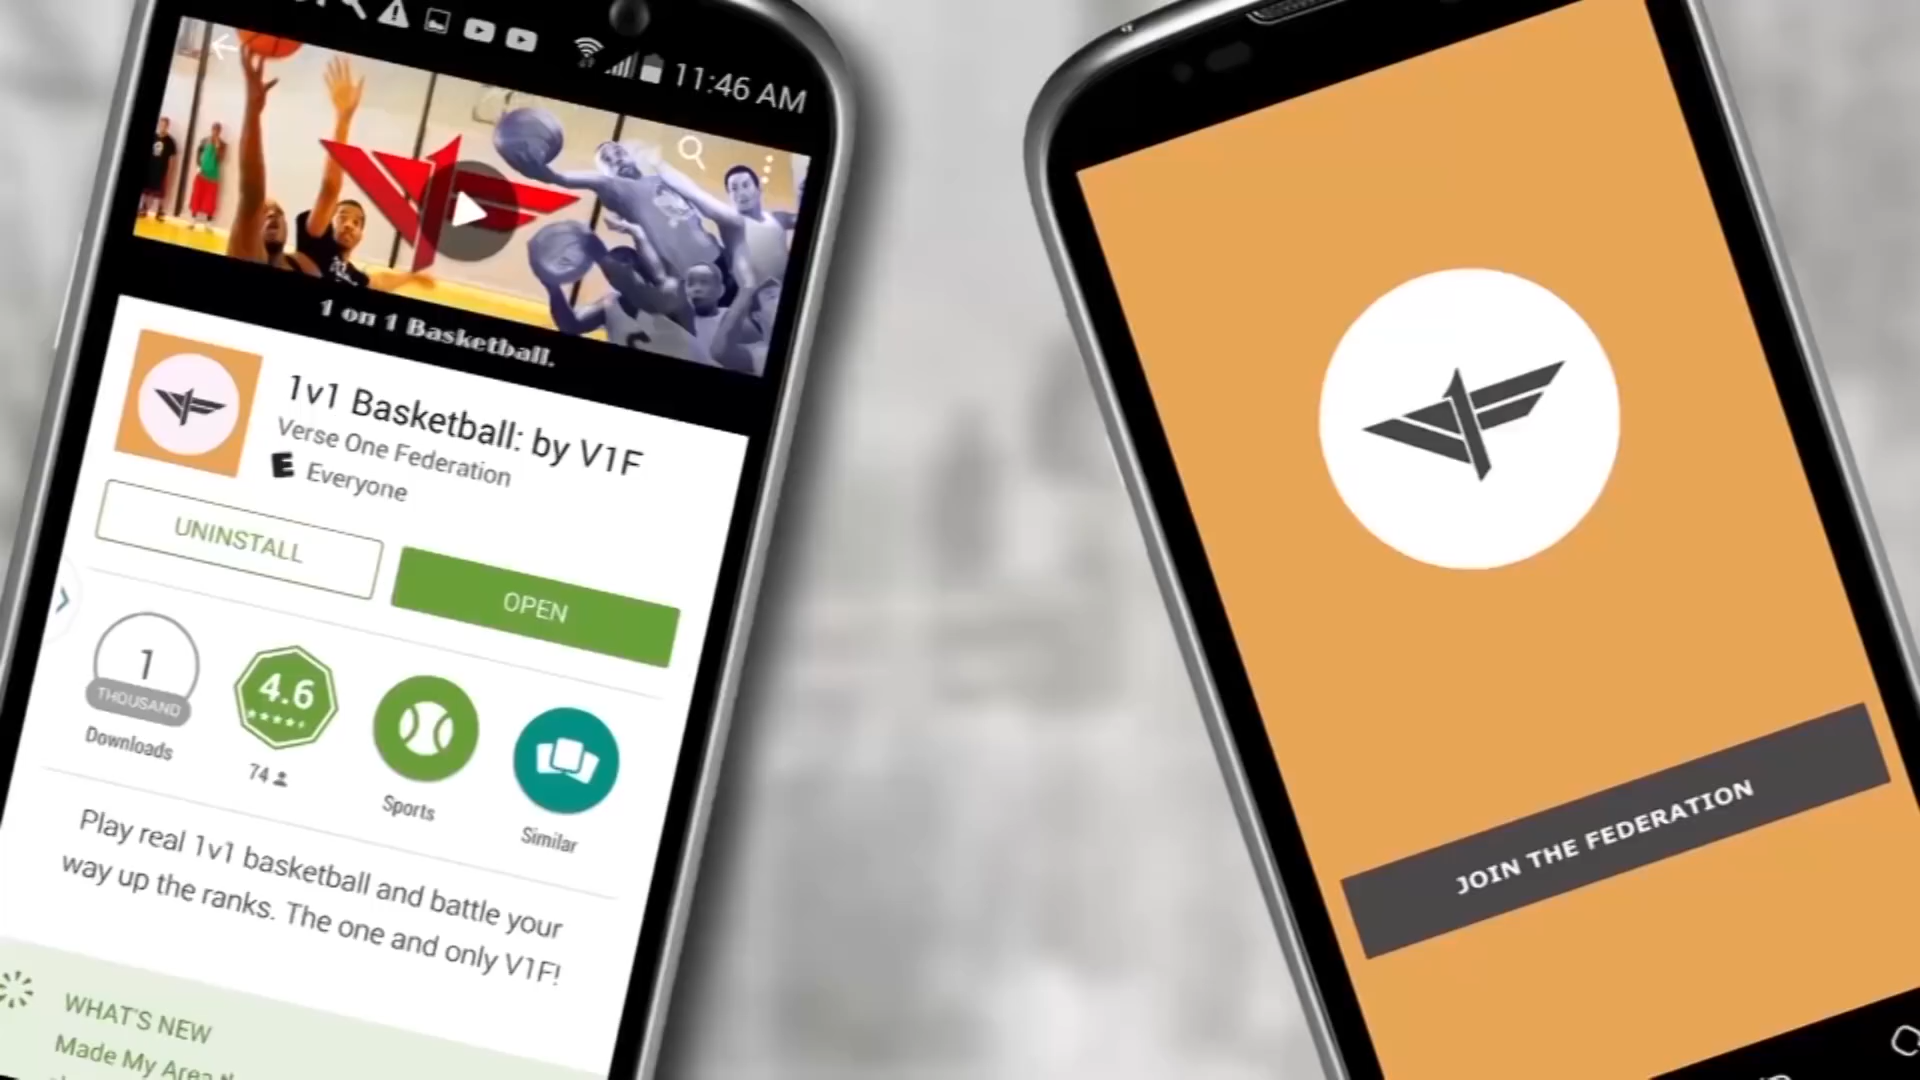 11:46 AM
1 on 1 Basketball.
1v1 Basketball: by V1F
Verse One Federation
E Everyone
UNINSTALL
OPEN
1
THOUSAND
Downloads
4.6
74
Sports
Similar
Play real 1v1 basketball and battle your
way up the ranks. The one and only V1F!
WHAT'S NEW
Made My Area
JOIN THE FEDERATION